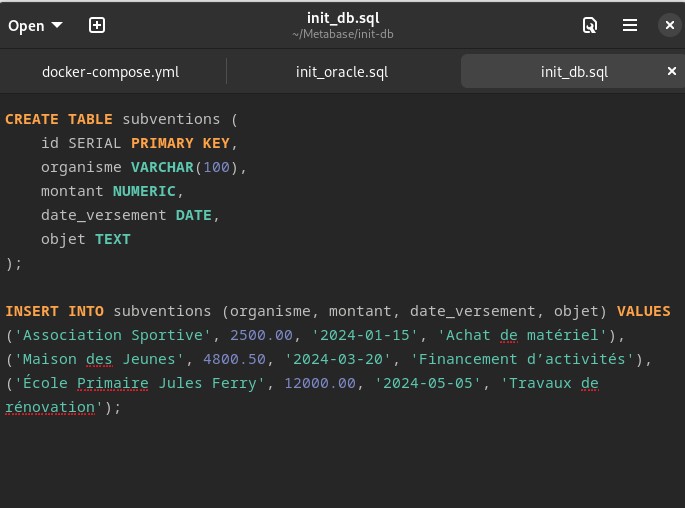 Open
init_db.sql
~/Metabase/init-db
docker-compose.yml
init_oracle.sql
init_db.sql
CREATE TABLE subventions (
    id SERIAL PRIMARY KEY,
    organisme VARCHAR(100),
    montant NUMERIC,
    date_versement DATE,
    objet TEXT
);
INSERT INTO subventions (organisme, montant, date_versement, objet) VALUES
('Association Sportive', 2500.00, '2024-01-15', 'Achat de matériel'),
('Maison des Jeunes', 4800.50, '2024-03-20', 'Financement d’activités'),
('École Primaire Jules Ferry', 12000.00, '2024-05-05', 'Travaux de
rénovation');